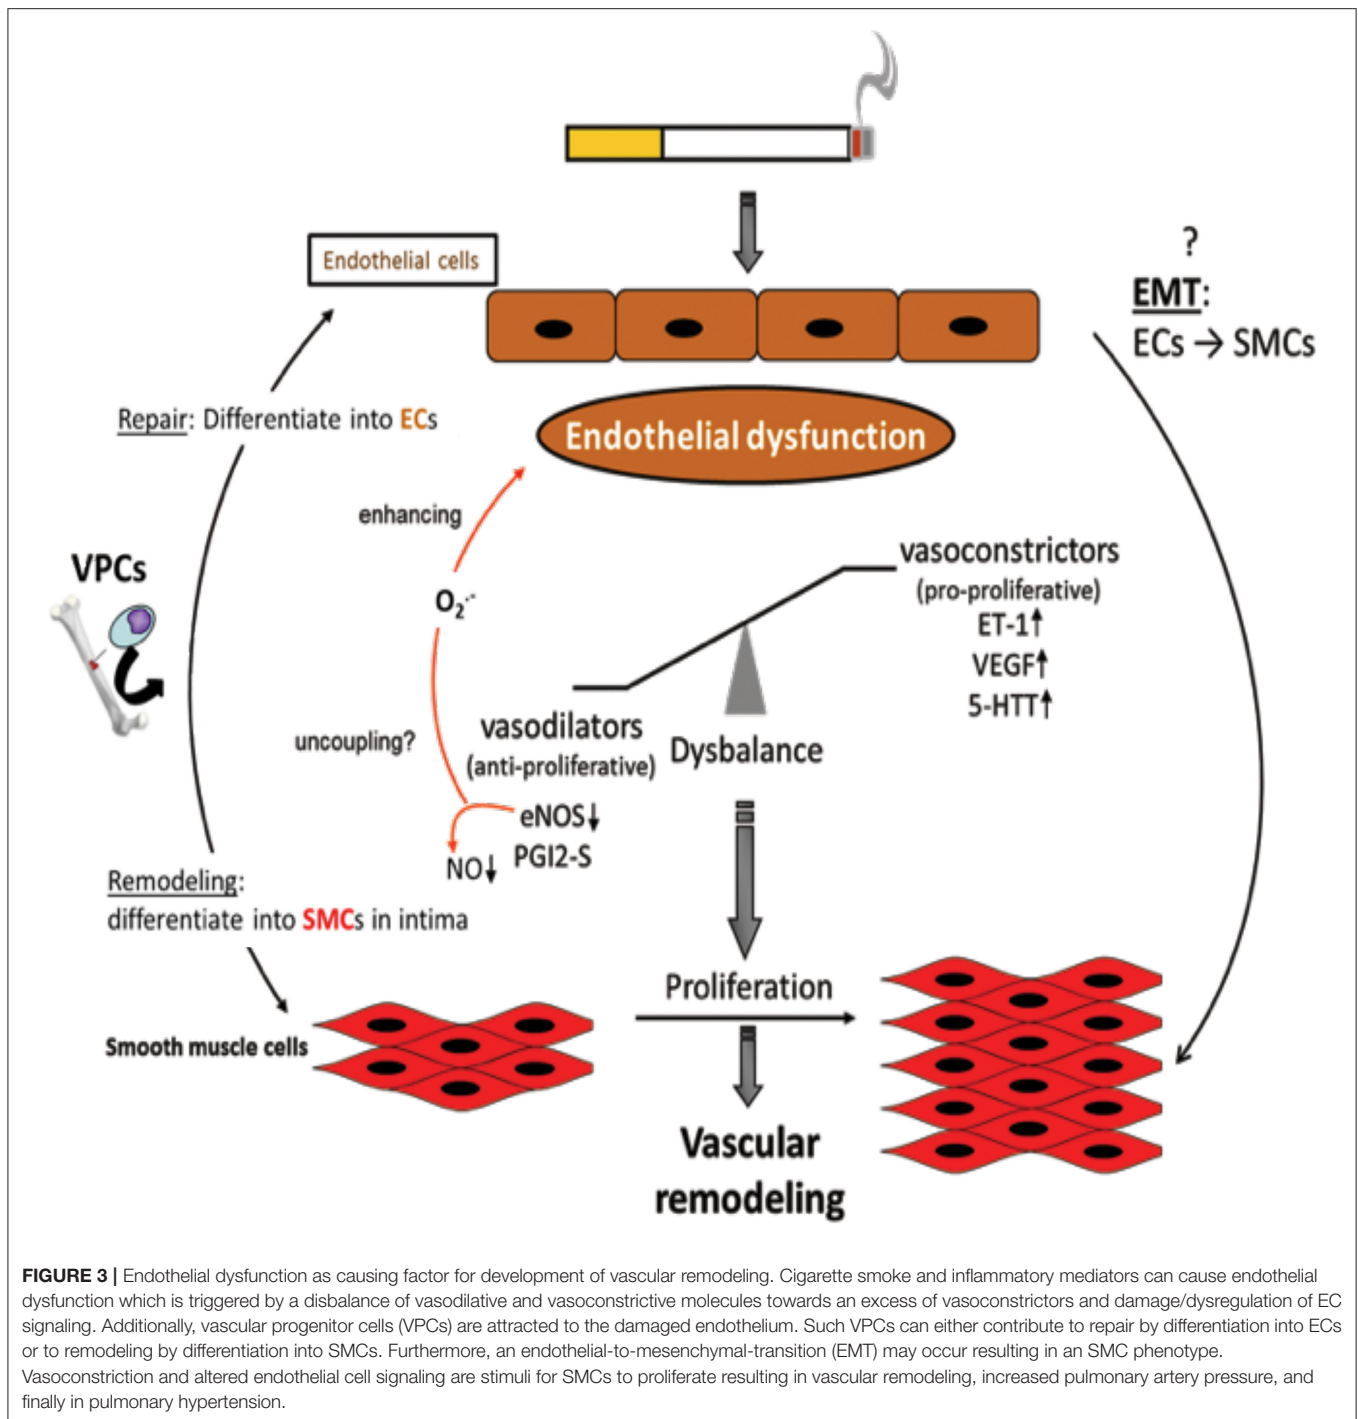 Endothelial cells
?
EMT:
ECs → SMCs
Repair: Differentiate into ECs
Endothelial dysfunction
enhancing
VPCs
O₂·-
vasoconstrictors
(pro-proliferative)
ET-1↑
VEGF↑
5-HTT↑
uncoupling?
vasodilators
(anti-proliferative)
Dysbalance
eNOS↓
NO↓
PGI2-S
Remodeling:
differentiate into SMCs in intima
Proliferation
Smooth muscle cells
Vascular
remodeling
FIGURE 3 | Endothelial dysfunction as causing factor for development of vascular remodeling. Cigarette smoke and inflammatory mediators can cause endothelial
dysfunction which is triggered by a disbalance of vasodilative and vasoconstrictive molecules towards an excess of vasoconstrictors and damage/dysregulation of EC
signaling. Additionally, vascular progenitor cells (VPCs) are attracted to the damaged endothelium. Such VPCs can either contribute to repair by differentiation into ECs
or to remodeling by differentiation into SMCs. Furthermore, an endothelial-to-mesenchymal-transition (EMT) may occur resulting in an SMC phenotype.
Vasoconstriction and altered endothelial cell signaling are stimuli for SMCs to proliferate resulting in vascular remodeling, increased pulmonary artery pressure, and
finally in pulmonary hypertension.